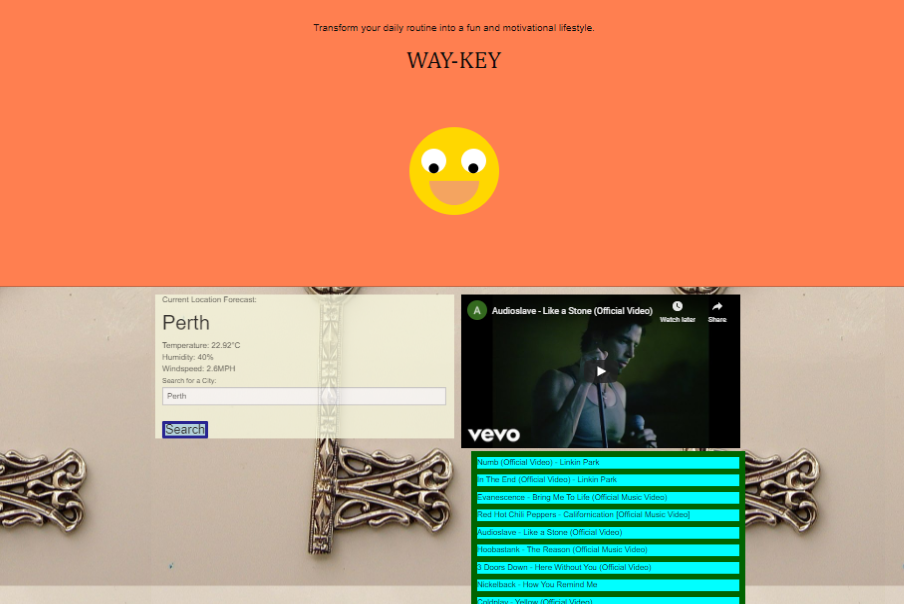 Transform your daily routine into a fun and motivational lifestyle.
WAY-KEY
Current Location Forecast:
Perth
Temperature: 22.92°C
Humidity: 40%
Windspeed: 2.6MPH
Search for a City:
Perth
Search
A
Audioslave - Like a Stone (Official Video)
Watch later
Share
vevo
Numb (Official Video) - Linkin Park
In The End (Official Video) - Linkin Park
Evanescence - Bring Me To Life (Official Music Video)
Red Hot Chili Peppers - Californication [Official Music Video]
Audioslave - Like a Stone (Official Video)
Hoobastank - The Reason (Official Music Video)
3 Doors Down - Here Without You (Official Video)
Nickelback - How You Remind Me
Coldplay - Yellow (Official Video)